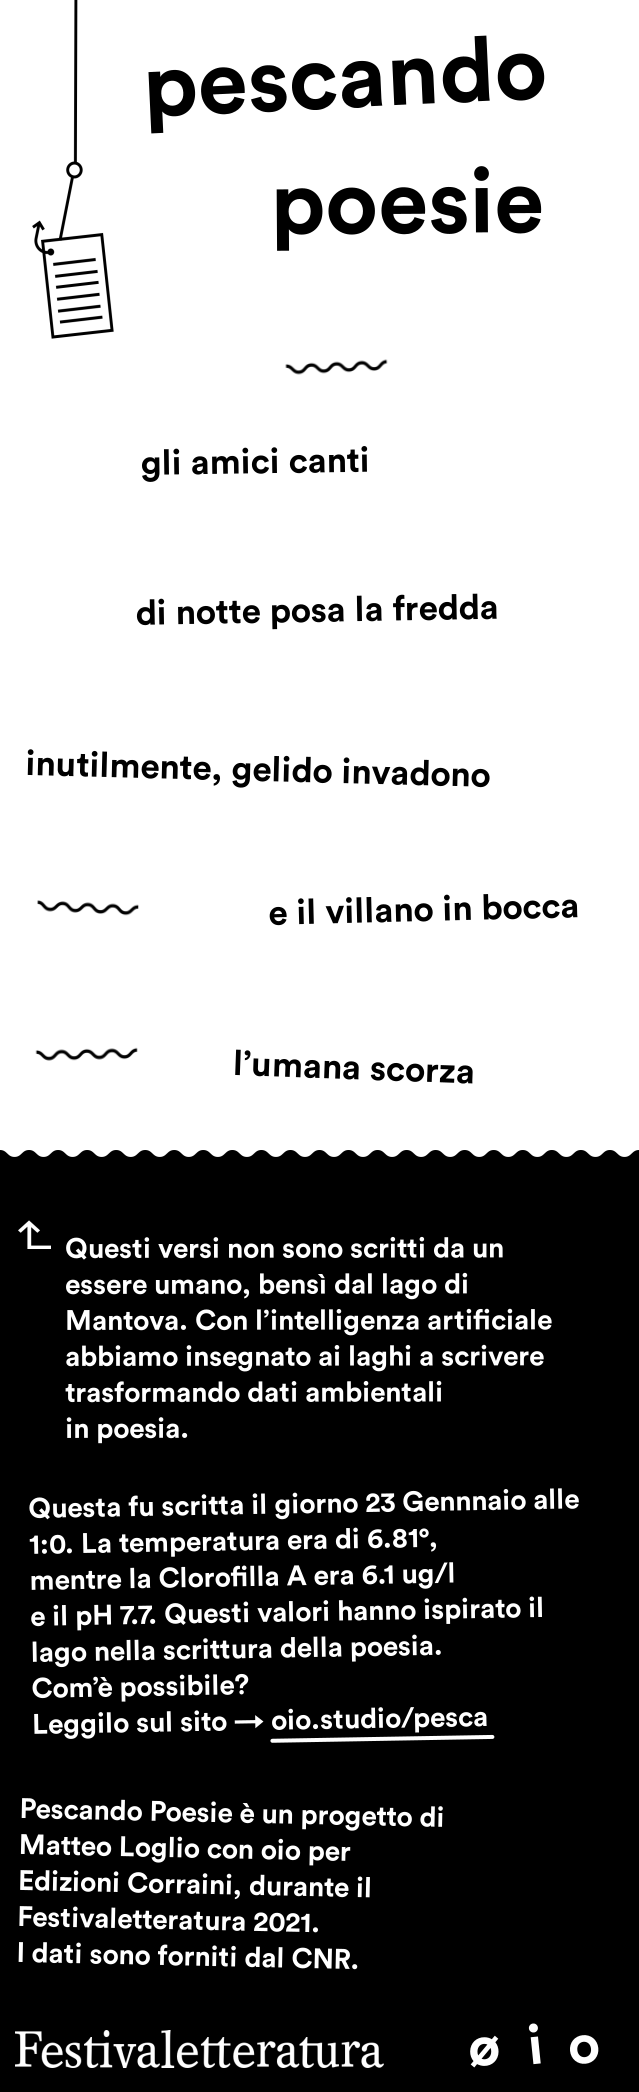 pescando
poesie
gli amici canti
di notte posa la fredda
inutilmente, gelido invadono
e il villano in bocca
l’umana scorza
Questi versi non sono scritti da un
essere umano, bensì dal lago di
Mantova. Con l’intelligenza artificiale
abbiamo insegnato ai laghi a scrivere
trasformando dati ambientali
in poesia.
Questa fu scritta il giorno 23 Gennnaio alle
1:0. La temperatura era di 6.81°,
mentre la Clorofilla A era 6.1 ug/l
e il pH 7.7. Questi valori hanno ispirato il
lago nella scrittura della poesia.
Com’è possibile?
Leggilo sul sito → oio.studio/pesca
Pescando Poesie è un progetto di
Matteo Loglio con oio per
Edizioni Corraini, durante il
Festivaletteratura 2021.
I dati sono forniti dal CNR.
Festivaletteratura ø i o